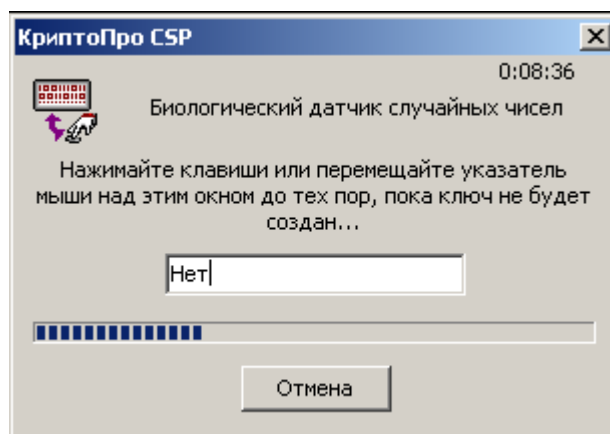 КриптоПро CSP
0:08:36
Биологический датчик случайных чисел
Нажимайте клавиши или перемещайте указатель
мыши над этим окном до тех пор, пока ключ не будет
создан...
Нет
Отмена